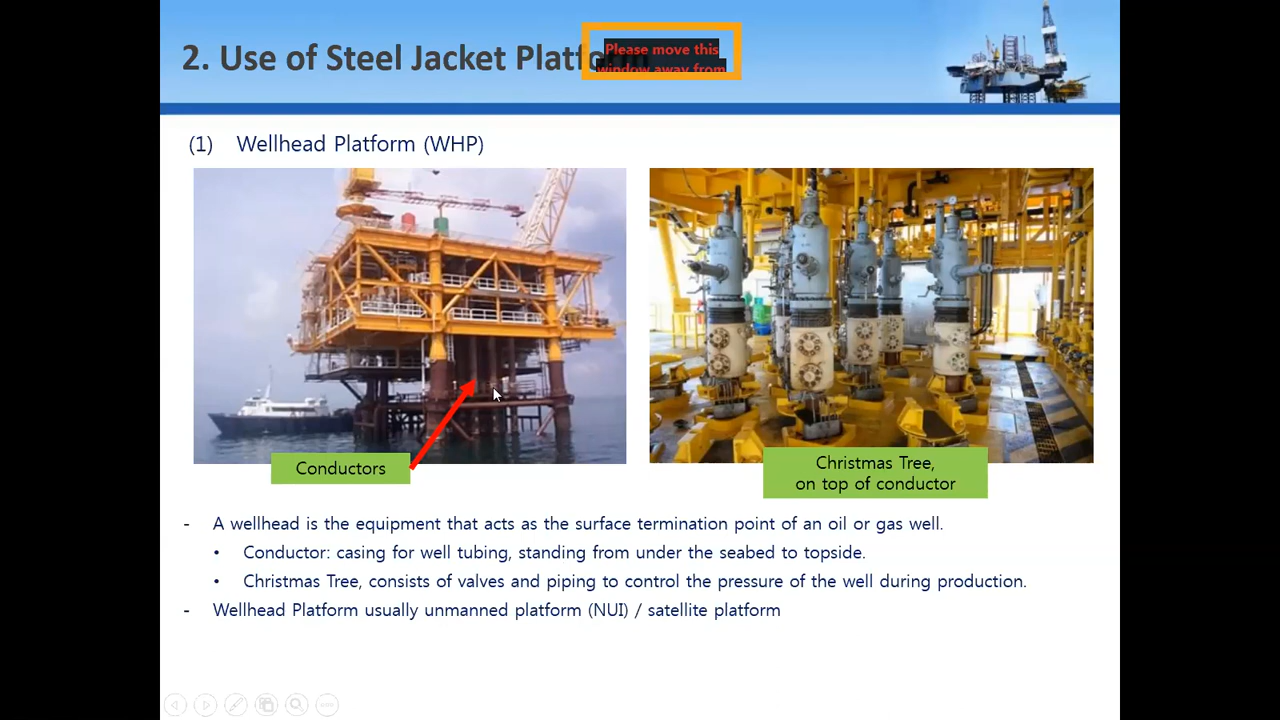 2. Use of Steel Jacket Platfo
Please move this
window away from
(1) Wellhead Platform (WHP)
Conductors
Christmas Tree,
on top of conductor
- A wellhead is the equipment that acts as the surface termination point of an oil or gas well.
• Conductor: casing for well tubing, standing from under the seabed to topside.
• Christmas Tree, consists of valves and piping to control the pressure of the well during production.
- Wellhead Platform usually unmanned platform (NUI) / satellite platform